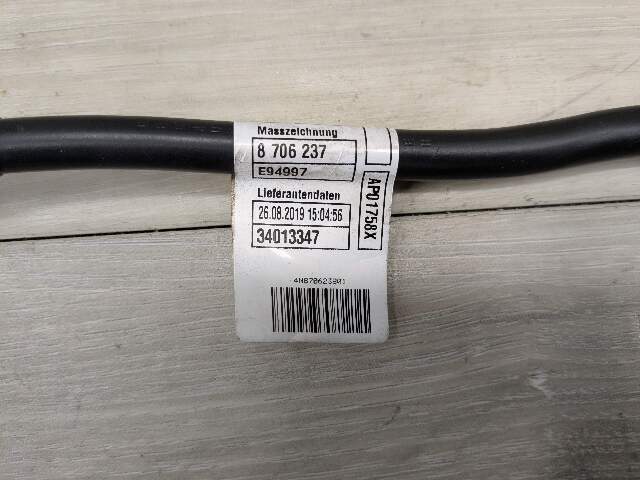 Masszeichnung
8 706 237
E94997
Lieferantendaten
26.08.2019 15:04:56
34013347
AP01758X